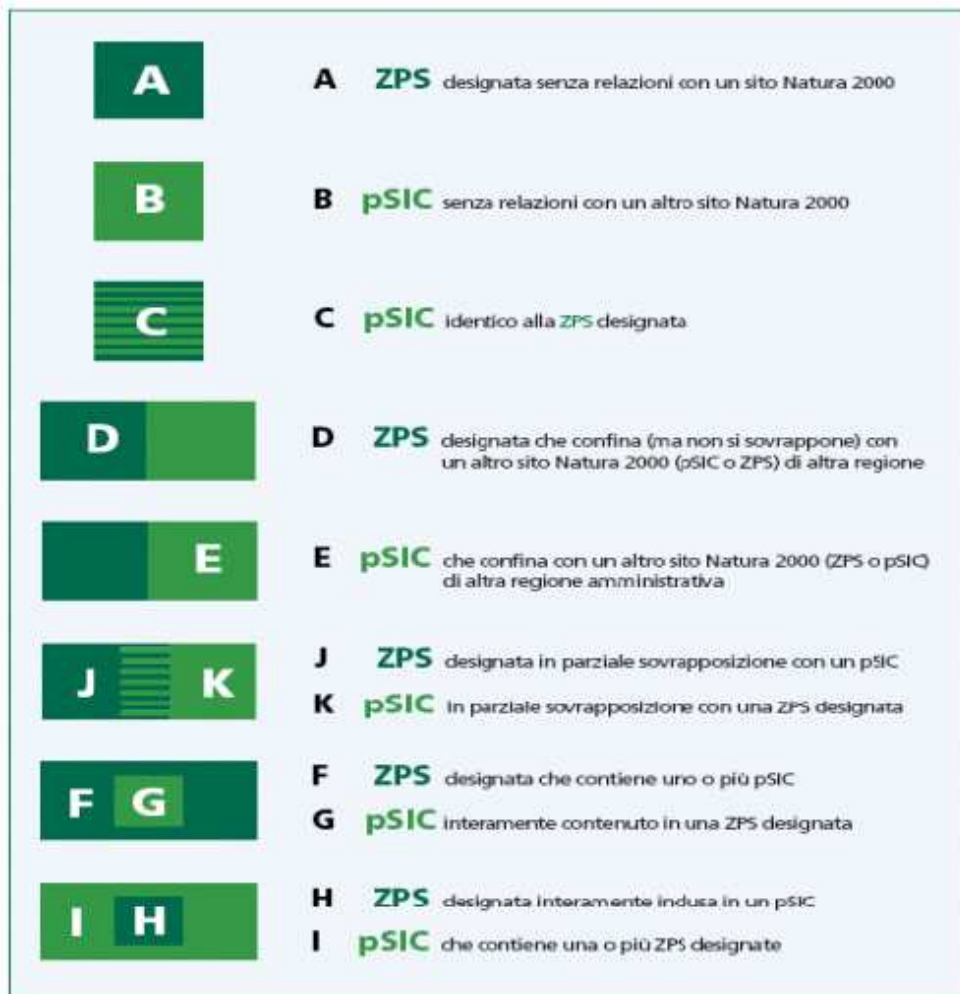 A A ZPS designata senza relazioni con un sito Natura 2000
B B pSIC senza relazioni con un altro sito Natura 2000
C C pSIC identico alla ZPS designata
D D ZPS designata che confina (ma non si sovrappone) con
un altro sito Natura 2000 (pSIC o ZPS) di altra regione
E E pSIC che confina con un altro sito Natura 2000 (ZPS o pSIC)
di altra regione amministrativa
J K J ZPS designata in parziale sovrapposizione con un pSIC
K pSIC in parziale sovrapposizione con una ZPS designata
F G F ZPS designata che contiene uno o più pSIC
G pSIC interamente contenuto in una ZPS designata
I H H ZPS designata interamente inclusa in un pSIC
I pSIC che contiene una o più ZPS designate